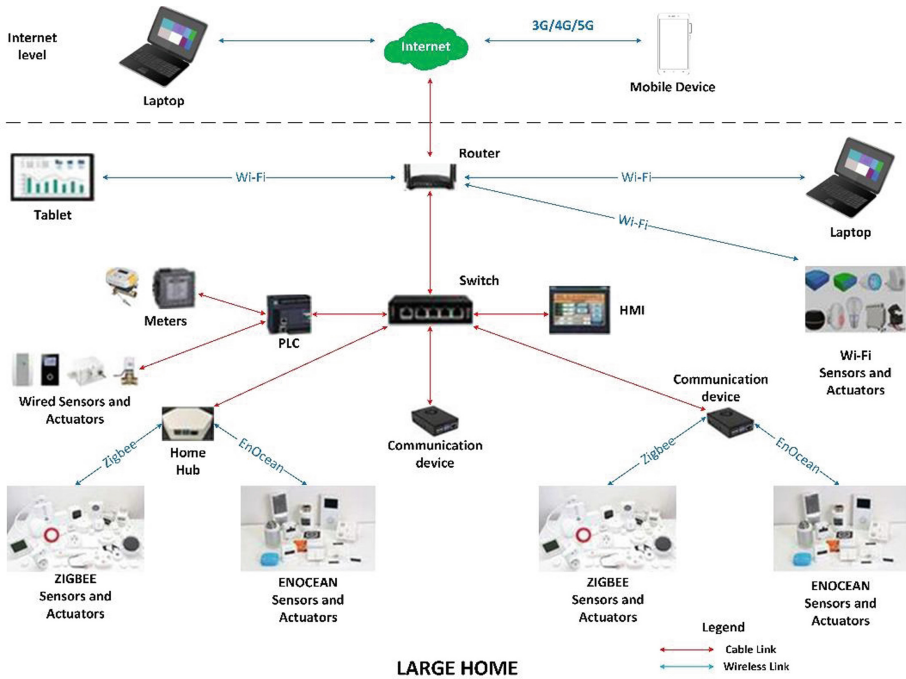 Internet
level
Laptop
Internet
3G/4G/5G
Mobile Device
Router
Wi-Fi
Wi-Fi
Tablet
Laptop
Wi-Fi
Switch
Meters
PLC
HMI
Wi-Fi
Sensors and
Actuators
Wired Sensors and
Actuators
Communication
device
Home
Hub
Communication
device
Zigbee
EnOcean
Zigbee
EnOcean
ZIGBEE
Sensors and
Actuators
ENOCEAN
Sensors and
Actuators
ZIGBEE
Sensors and
Actuators
ENOCEAN
Sensors and
Actuators
Legend
Cable Link
Wireless Link
LARGE HOME